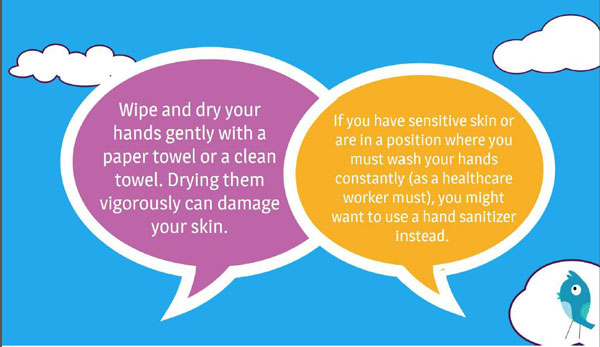 Wipe and dry your
hands gently with a
paper towel or a clean
towel. Drying them
vigorously can damage
your skin.
If you have sensitive skin or
are in a position where you
must wash your hands
constantly (as a healthcare
worker must), you might
want to use a hand sanitizer
instead.